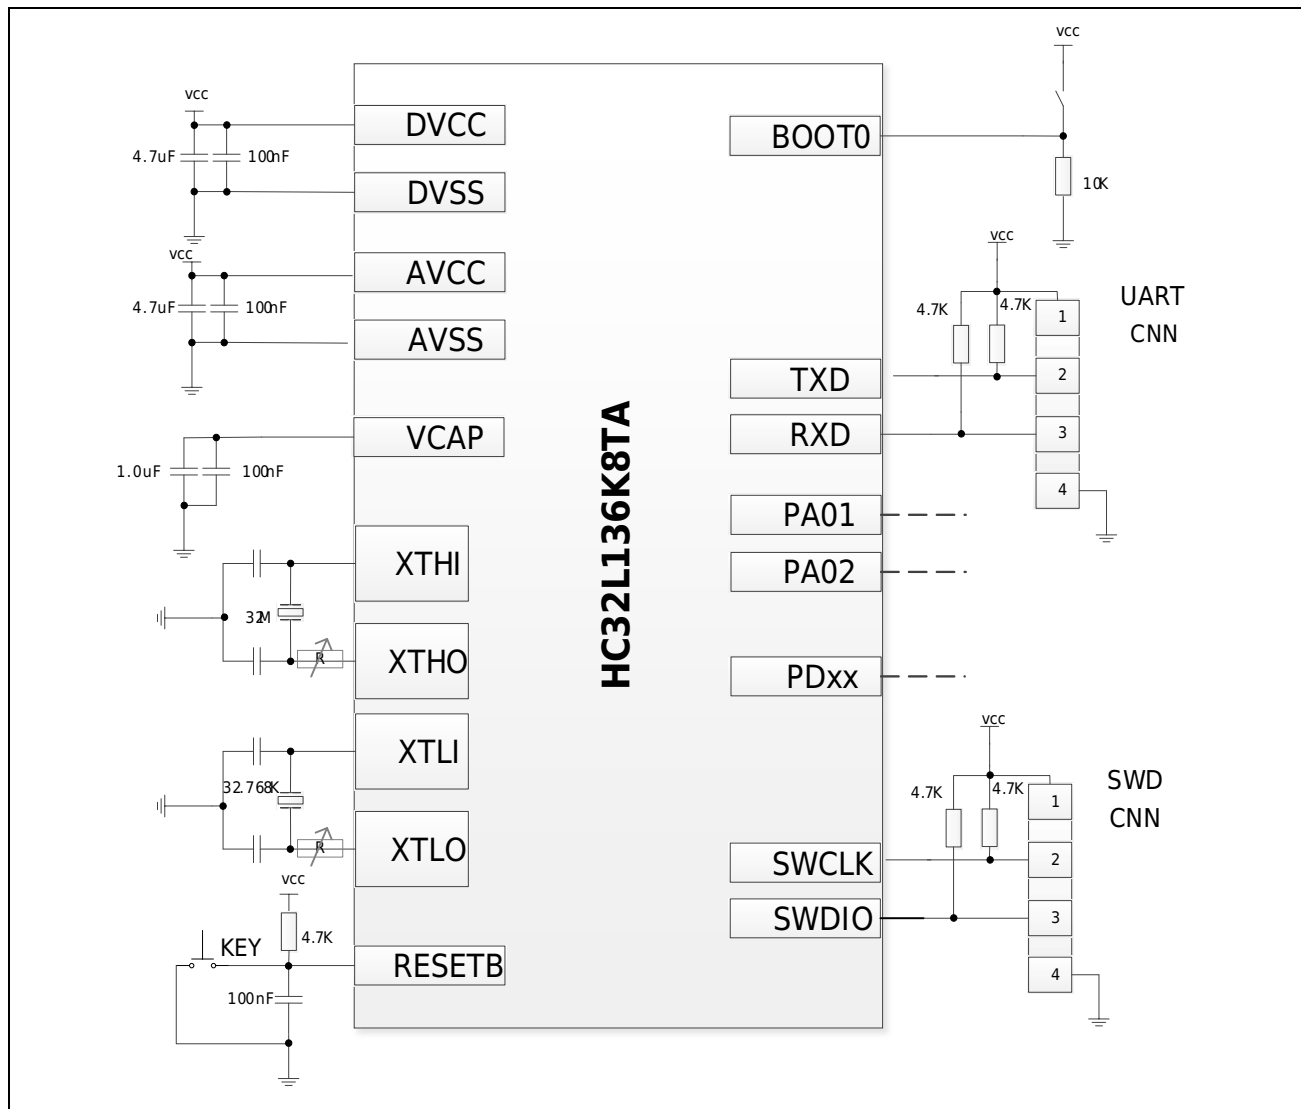 vcc
DVCC
4.7uF
100nF
DVSS
vcc
AVCC
4.7uF
100nF
AVSS
VCAP
1.0uF
100nF
XTHI
32M
XTHO
R
XTLI
32.768K
XTLO
R
vcc
4.7K
KEY
RESETB
100nF
HC32L136K8TA
vcc
BOOT0
10K
vcc
4.7K
4.7K
UART
CNN
1
TXD
2
RXD
3
4
PA01
PA02
PDxx
vcc
4.7K
4.7K
SWD
CNN
1
SWCLK
2
SWDIO
3
4